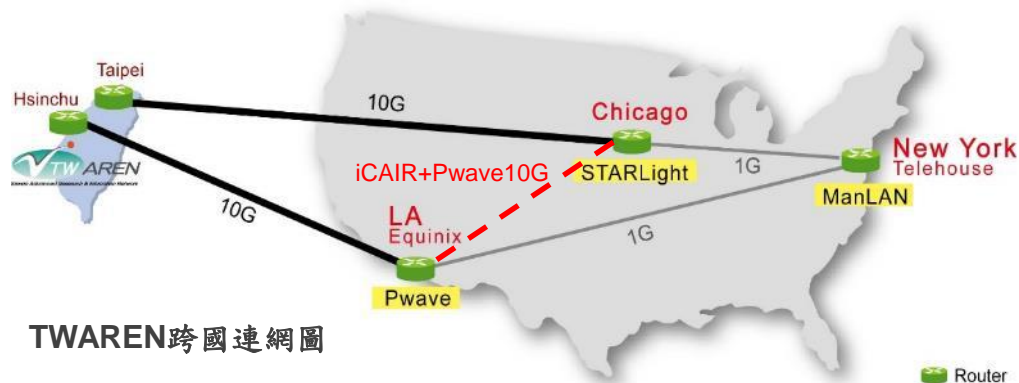 Taipei
Hsinchu
TWAREN
10G
10G
Chicago
STARLight
iCAIR+Pwave10G
1G
New York
Telehouse
ManLAN
LA
Equinix
1G
Pwave
TWAREN跨國連網圖
Router